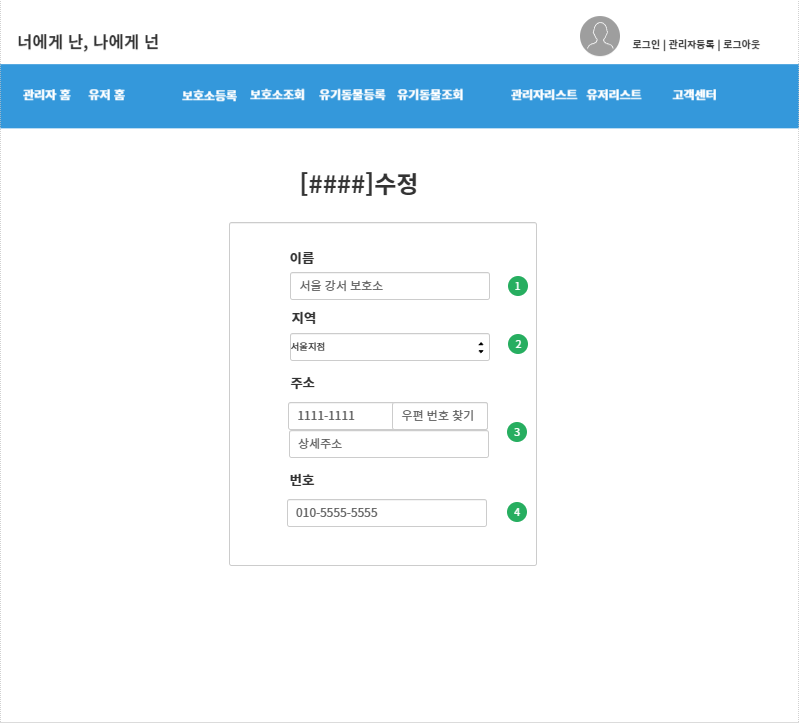 너에게 난, 나에게 넌
로그인 | 관리자등록 | 로그아웃
관리자 홈 유저 홈 보호소등록 보호소조회 유기동물등록 유기동물조회 관리자리스트 유저리스트 고객센터
[####]수정
이름
서울 강서 보호소 1
지역
서울지점 2
주소
1111-1111 우편 번호 찾기
3
상세주소
번호
010-5555-5555 4